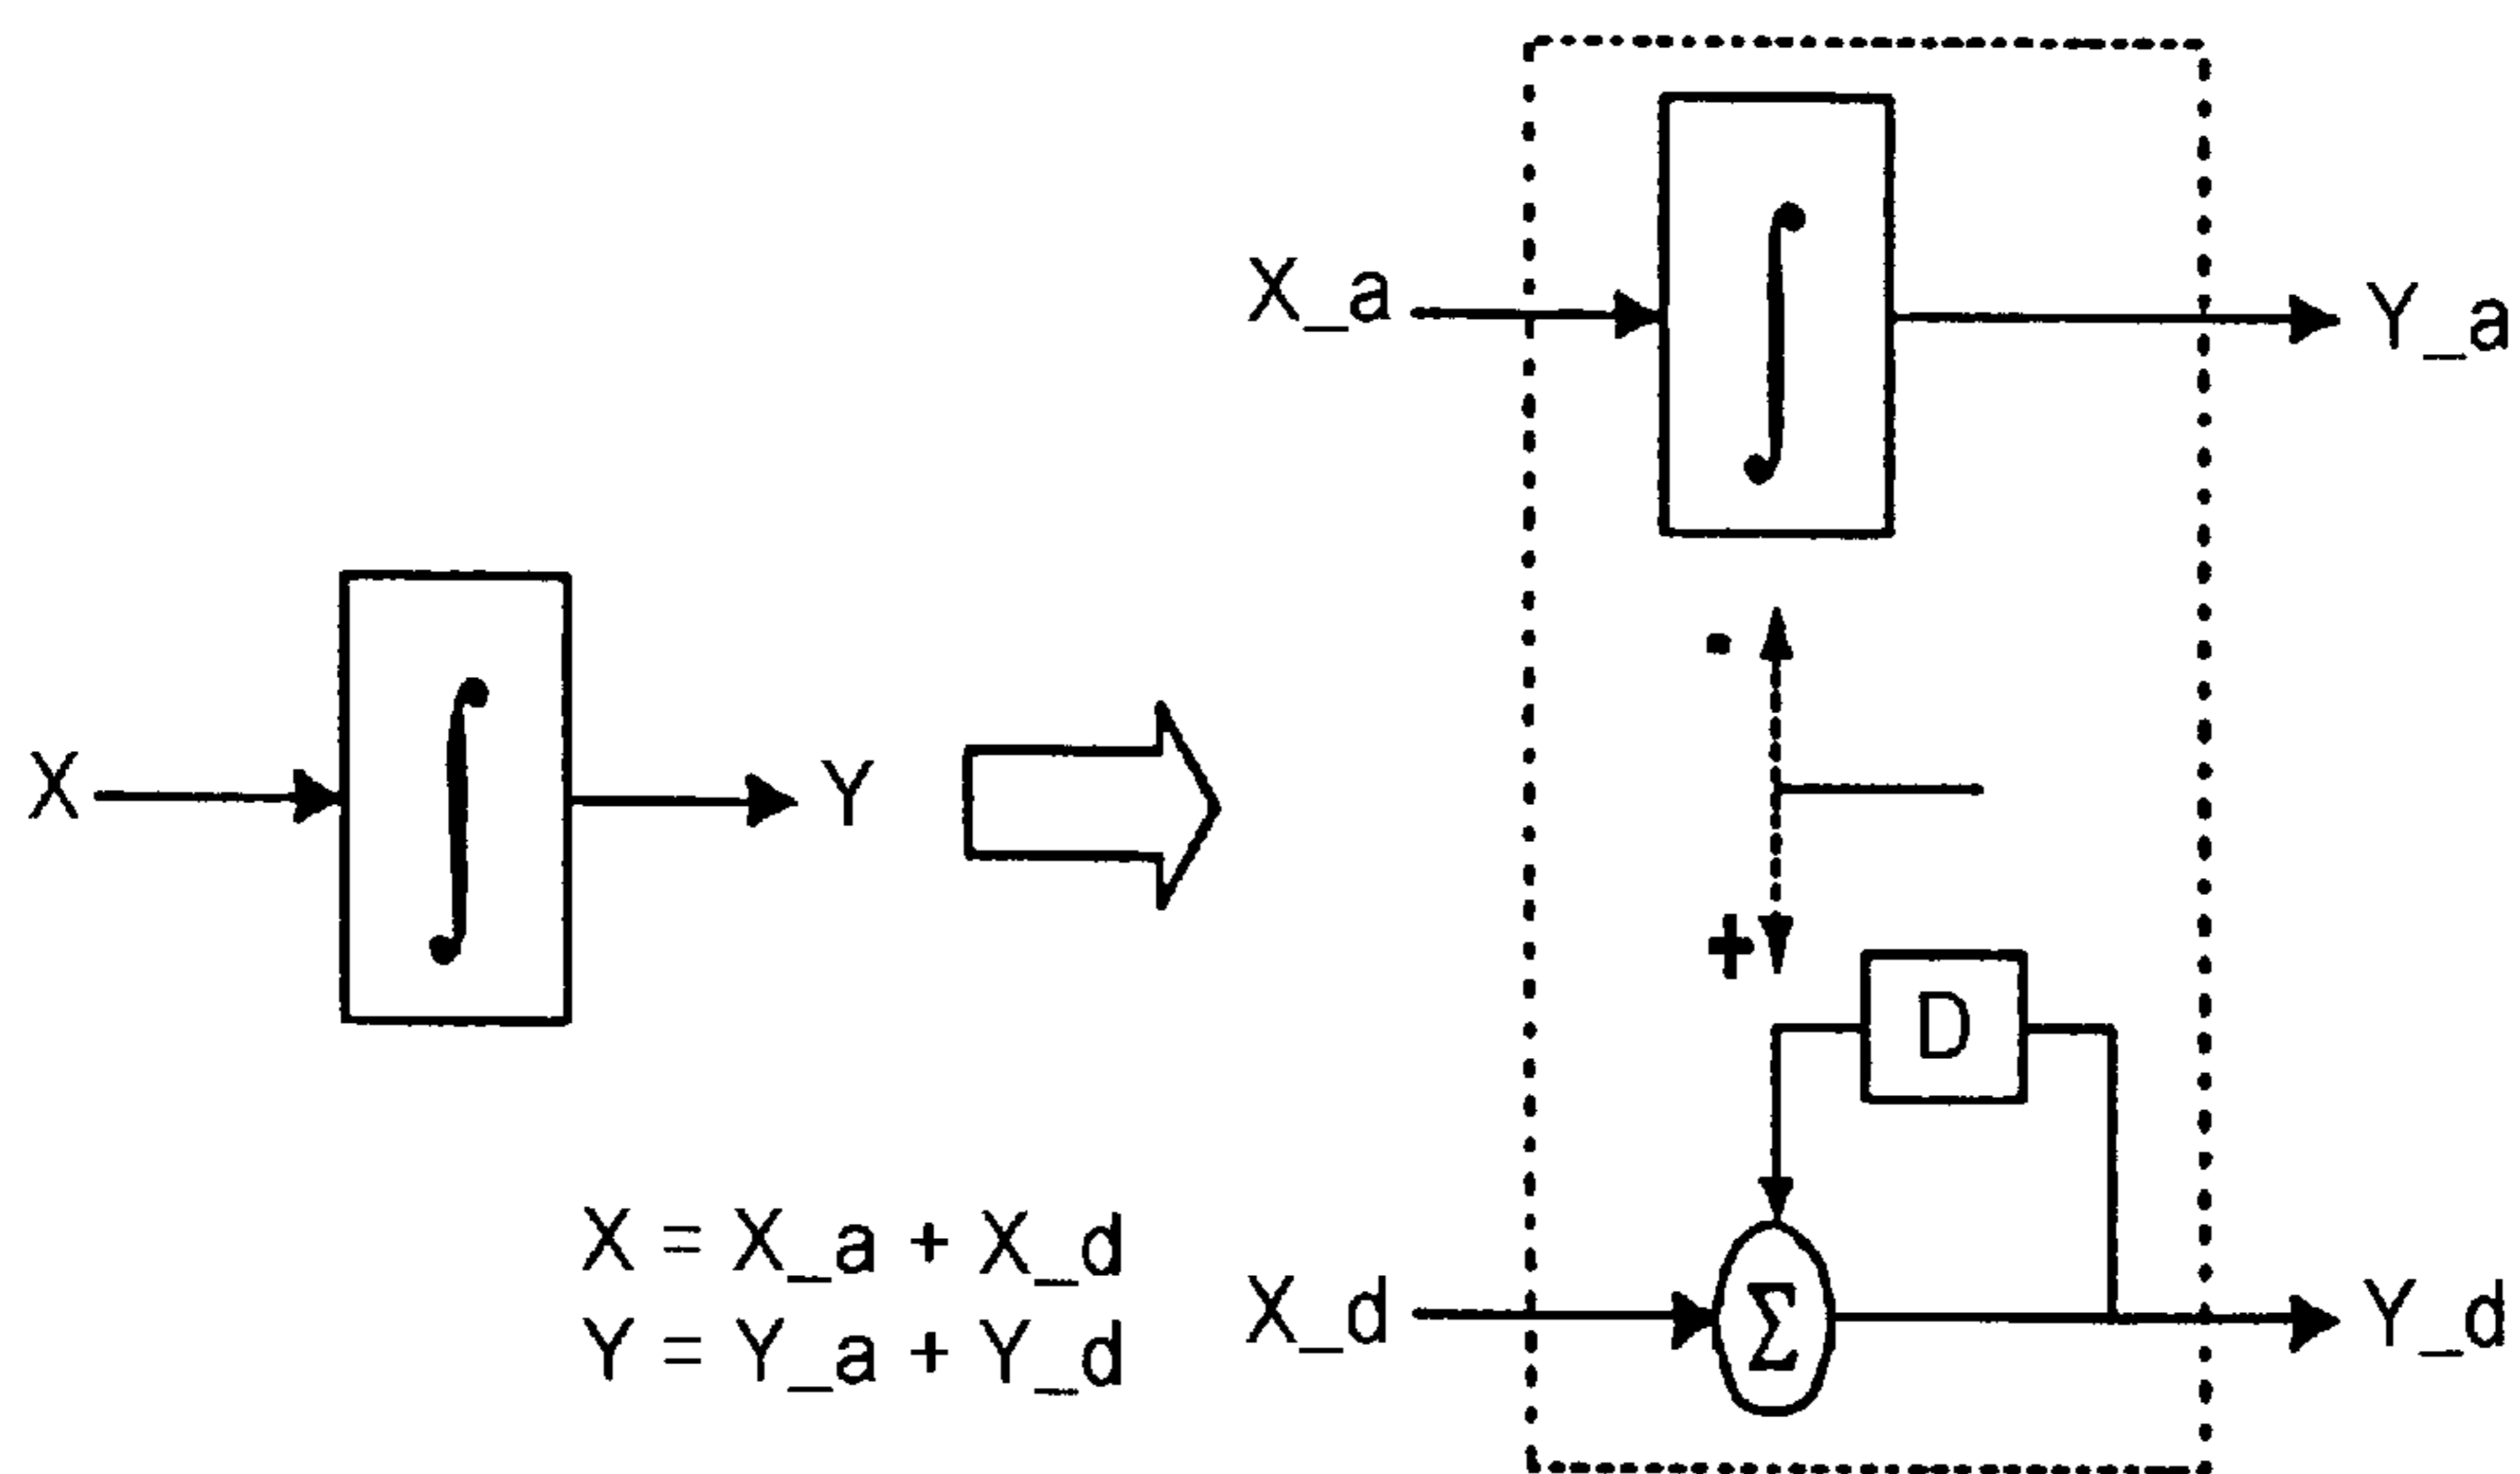 X
∫
Y
X = X_a + X_d
Y = Y_a + Y_d
X_a
∫
Y_a
-
+
D
X_d
Σ
Y_d